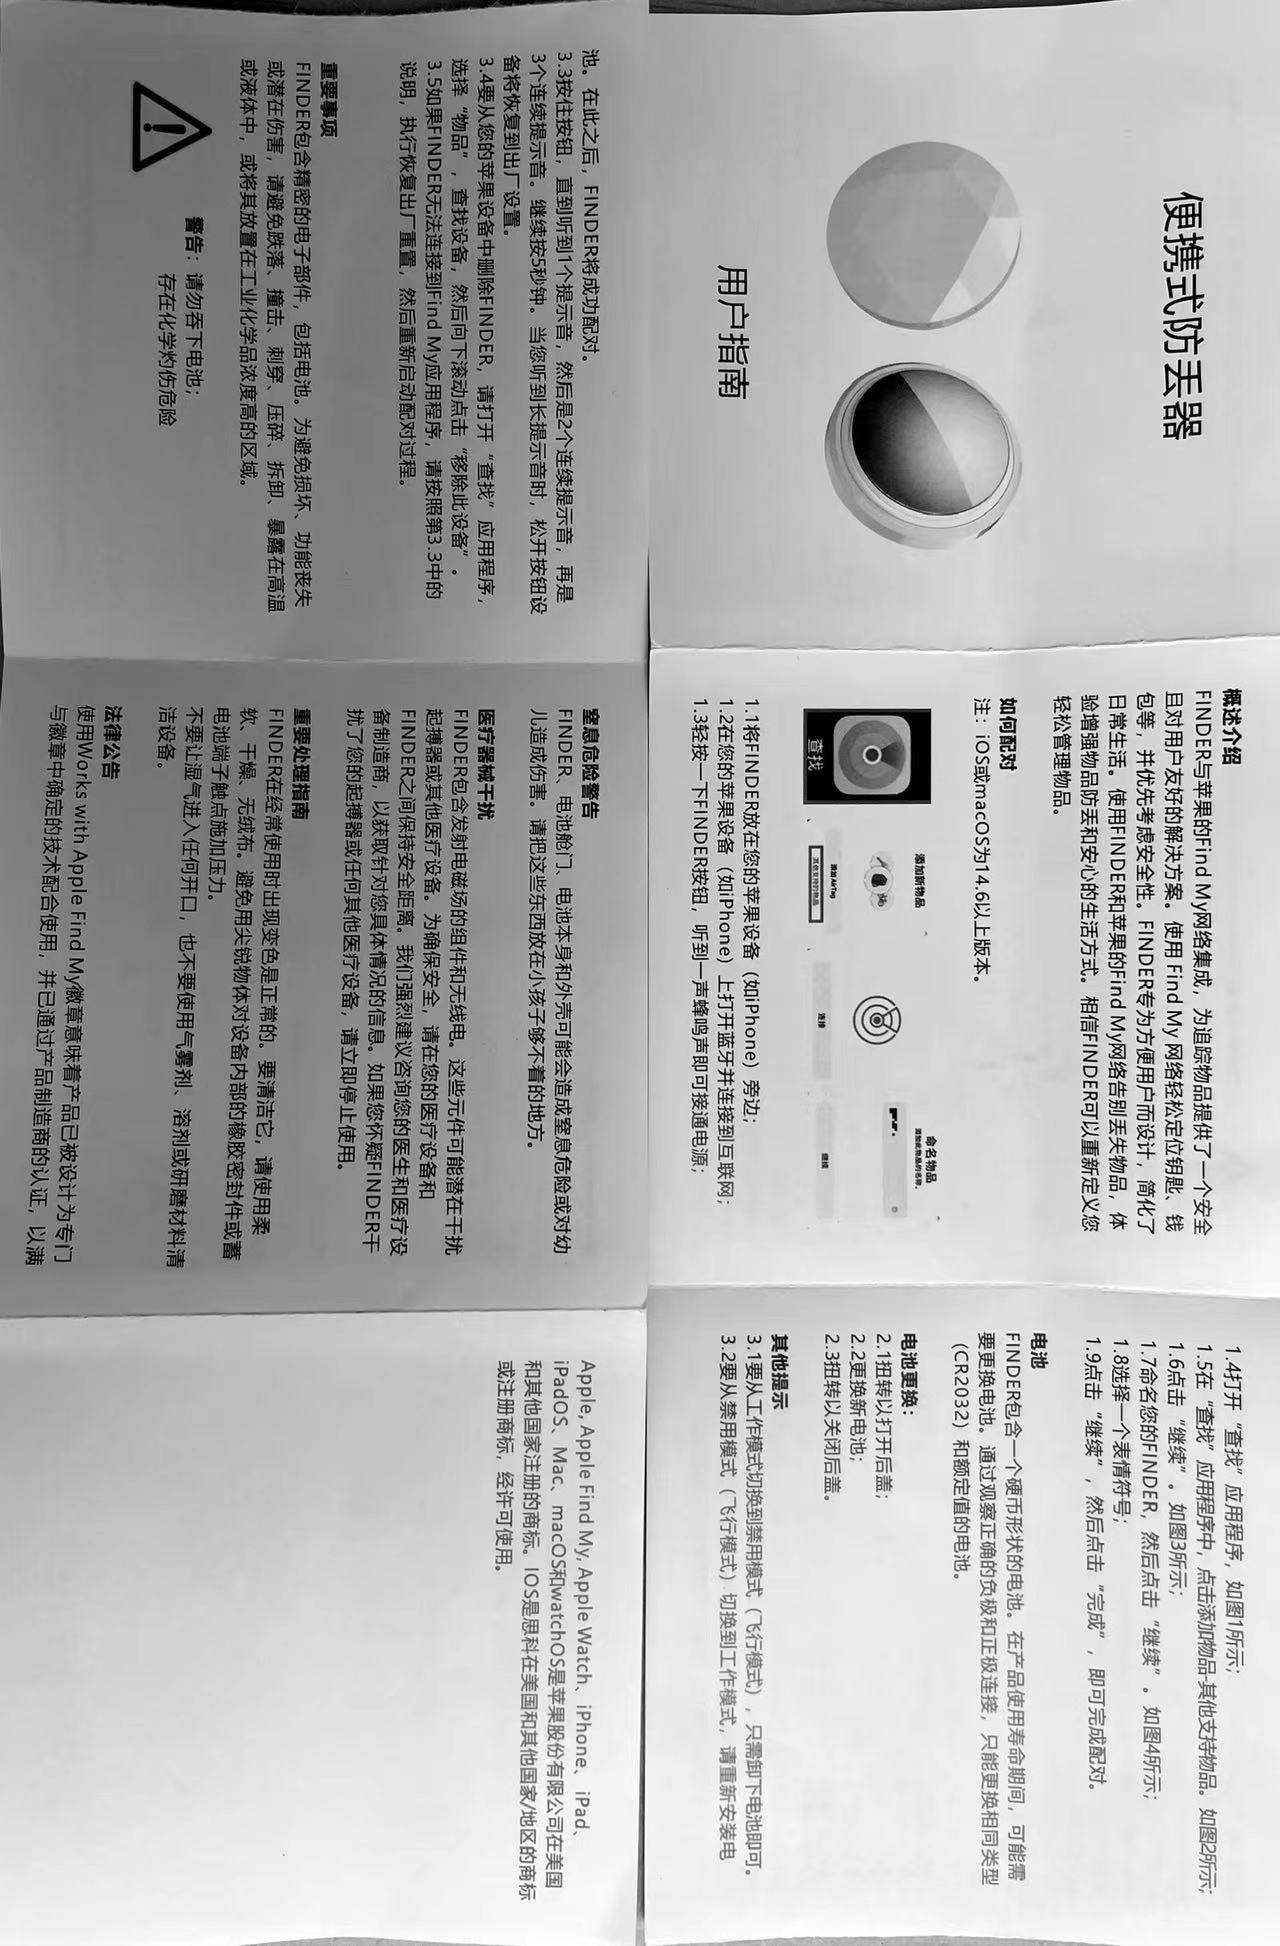 便携式防丢器
用户指南
概述介绍
FINDER与苹果的Find My网络集成，为追踪物品提供了一个安全
且对用户友好的解决方案。使用 Find My 网络轻松定位钥匙、钱
包等，并优先考虑安全性。FINDER专为方便用户而设计，简化了
日常生活。使用FINDER和苹果的Find My网络告别丢失物品，体
验增强物品防丢和安心的生活方式。相信FINDER可以重新定义您
轻松管理物品。
如何配对
注：iOS或macOS为14.6以上版本。
查找
添加新物品
添加 AirTag
其他支持的物品
连接
命名物品
添加此物品的名称。
继续
1.1将FINDER放在您的苹果设备（如iPhone）旁边；
1.2在您的苹果设备（如iPhone）上打开蓝牙并连接到互联网；
1.3轻按一下FINDER按钮，听到一声蜂鸣声即可接通电源；
1.4打开“查找”应用程序，如图1所示；
1.5在“查找”应用程序中，点击添加物品-其他支持物品。如图2所示；
1.6点击“继续”。如图3所示；
1.7命名您的FINDER，然后点击“继续”。如图4所示；
1.8选择一个表情符号；
1.9点击“继续”，然后点击“完成”，即可完成配对。
电池
FINDER包含一个硬币形状的电池。在产品使用寿命期间，可能需
要更换电池。通过观察正确的负极和正极连接，只能更换相同类型
（CR2032）和额定值的电池。
电池更换：
2.1扭转以打开后盖；
2.2更换新电池；
2.3扭转以关闭后盖。
其他提示
3.1要从工作模式切换到禁用模式（飞行模式），只需卸下电池即可。
3.2要从禁用模式（飞行模式）切换到工作模式，请重新安装电
池。在此之后，FINDER将成功配对。
3.3按住按钮，直到听到1个提示音，然后是2个连续提示音，再是
3个连续提示音。继续按5秒钟。当您听到长提示音时，松开按钮设
备将恢复到出厂设置。
3.4要从您的苹果设备中删除FINDER，请打开“查找”应用程序，
选择“物品”，查找设备，然后向下滚动点击“移除此设备”。
3.5如果FINDER无法连接到Find My应用程序，请按照第3.3中的
说明，执行恢复出厂重置，然后重新启动配对过程。
重要事项
FINDER包含精密的电子部件，包括电池。为避免损坏、功能丧失
或潜在伤害，请避免跌落、撞击、刺穿、压碎、拆卸、暴露在高温
或液体中，或将其放置在工业化学品浓度高的区域。
警告：请勿吞下电池；
存在化学灼伤危险
窒息危险警告
FINDER、电池舱门、电池本身和外壳可能会造成窒息危险或对幼
儿造成伤害。请把这些东西放在小孩子够不着的地方。
医疗器械干扰
FINDER包含发射电磁场的组件和无线电。这些元件可能潜在干扰
起搏器或其他医疗设备。为确保安全，请在您的医疗设备和
FINDER之间保持安全距离。我们强烈建议咨询您的医生和医疗设
备制造商，以获取针对您具体情况的信息。如果您怀疑FINDER干
扰了您的起搏器或任何其他医疗设备，请立即停止使用。
重要处理指南
FINDER在经常使用时出现变色是正常的。要清洁它，请使用柔
软、干燥、无绒布。避免用尖锐物体对设备内部的橡胶密封件或蓄
电池端子触点施加压力。
不要让湿气进入任何开口，也不要使用气雾剂、溶剂或研磨材料清
洁设备。
法律公告
使用Works with Apple Find My徽章意味着产品已被设计为专门
与徽章中确定的技术配合使用，并已通过产品制造商的认证，以满
Apple, Apple Find My, Apple Watch、iPhone、iPad、
iPadOS、Mac、macOS和watchOS是苹果股份有限公司在美国
和其他国家注册的商标。IOS是思科在美国和其他国家/地区的商标
或注册商标，经许可使用。